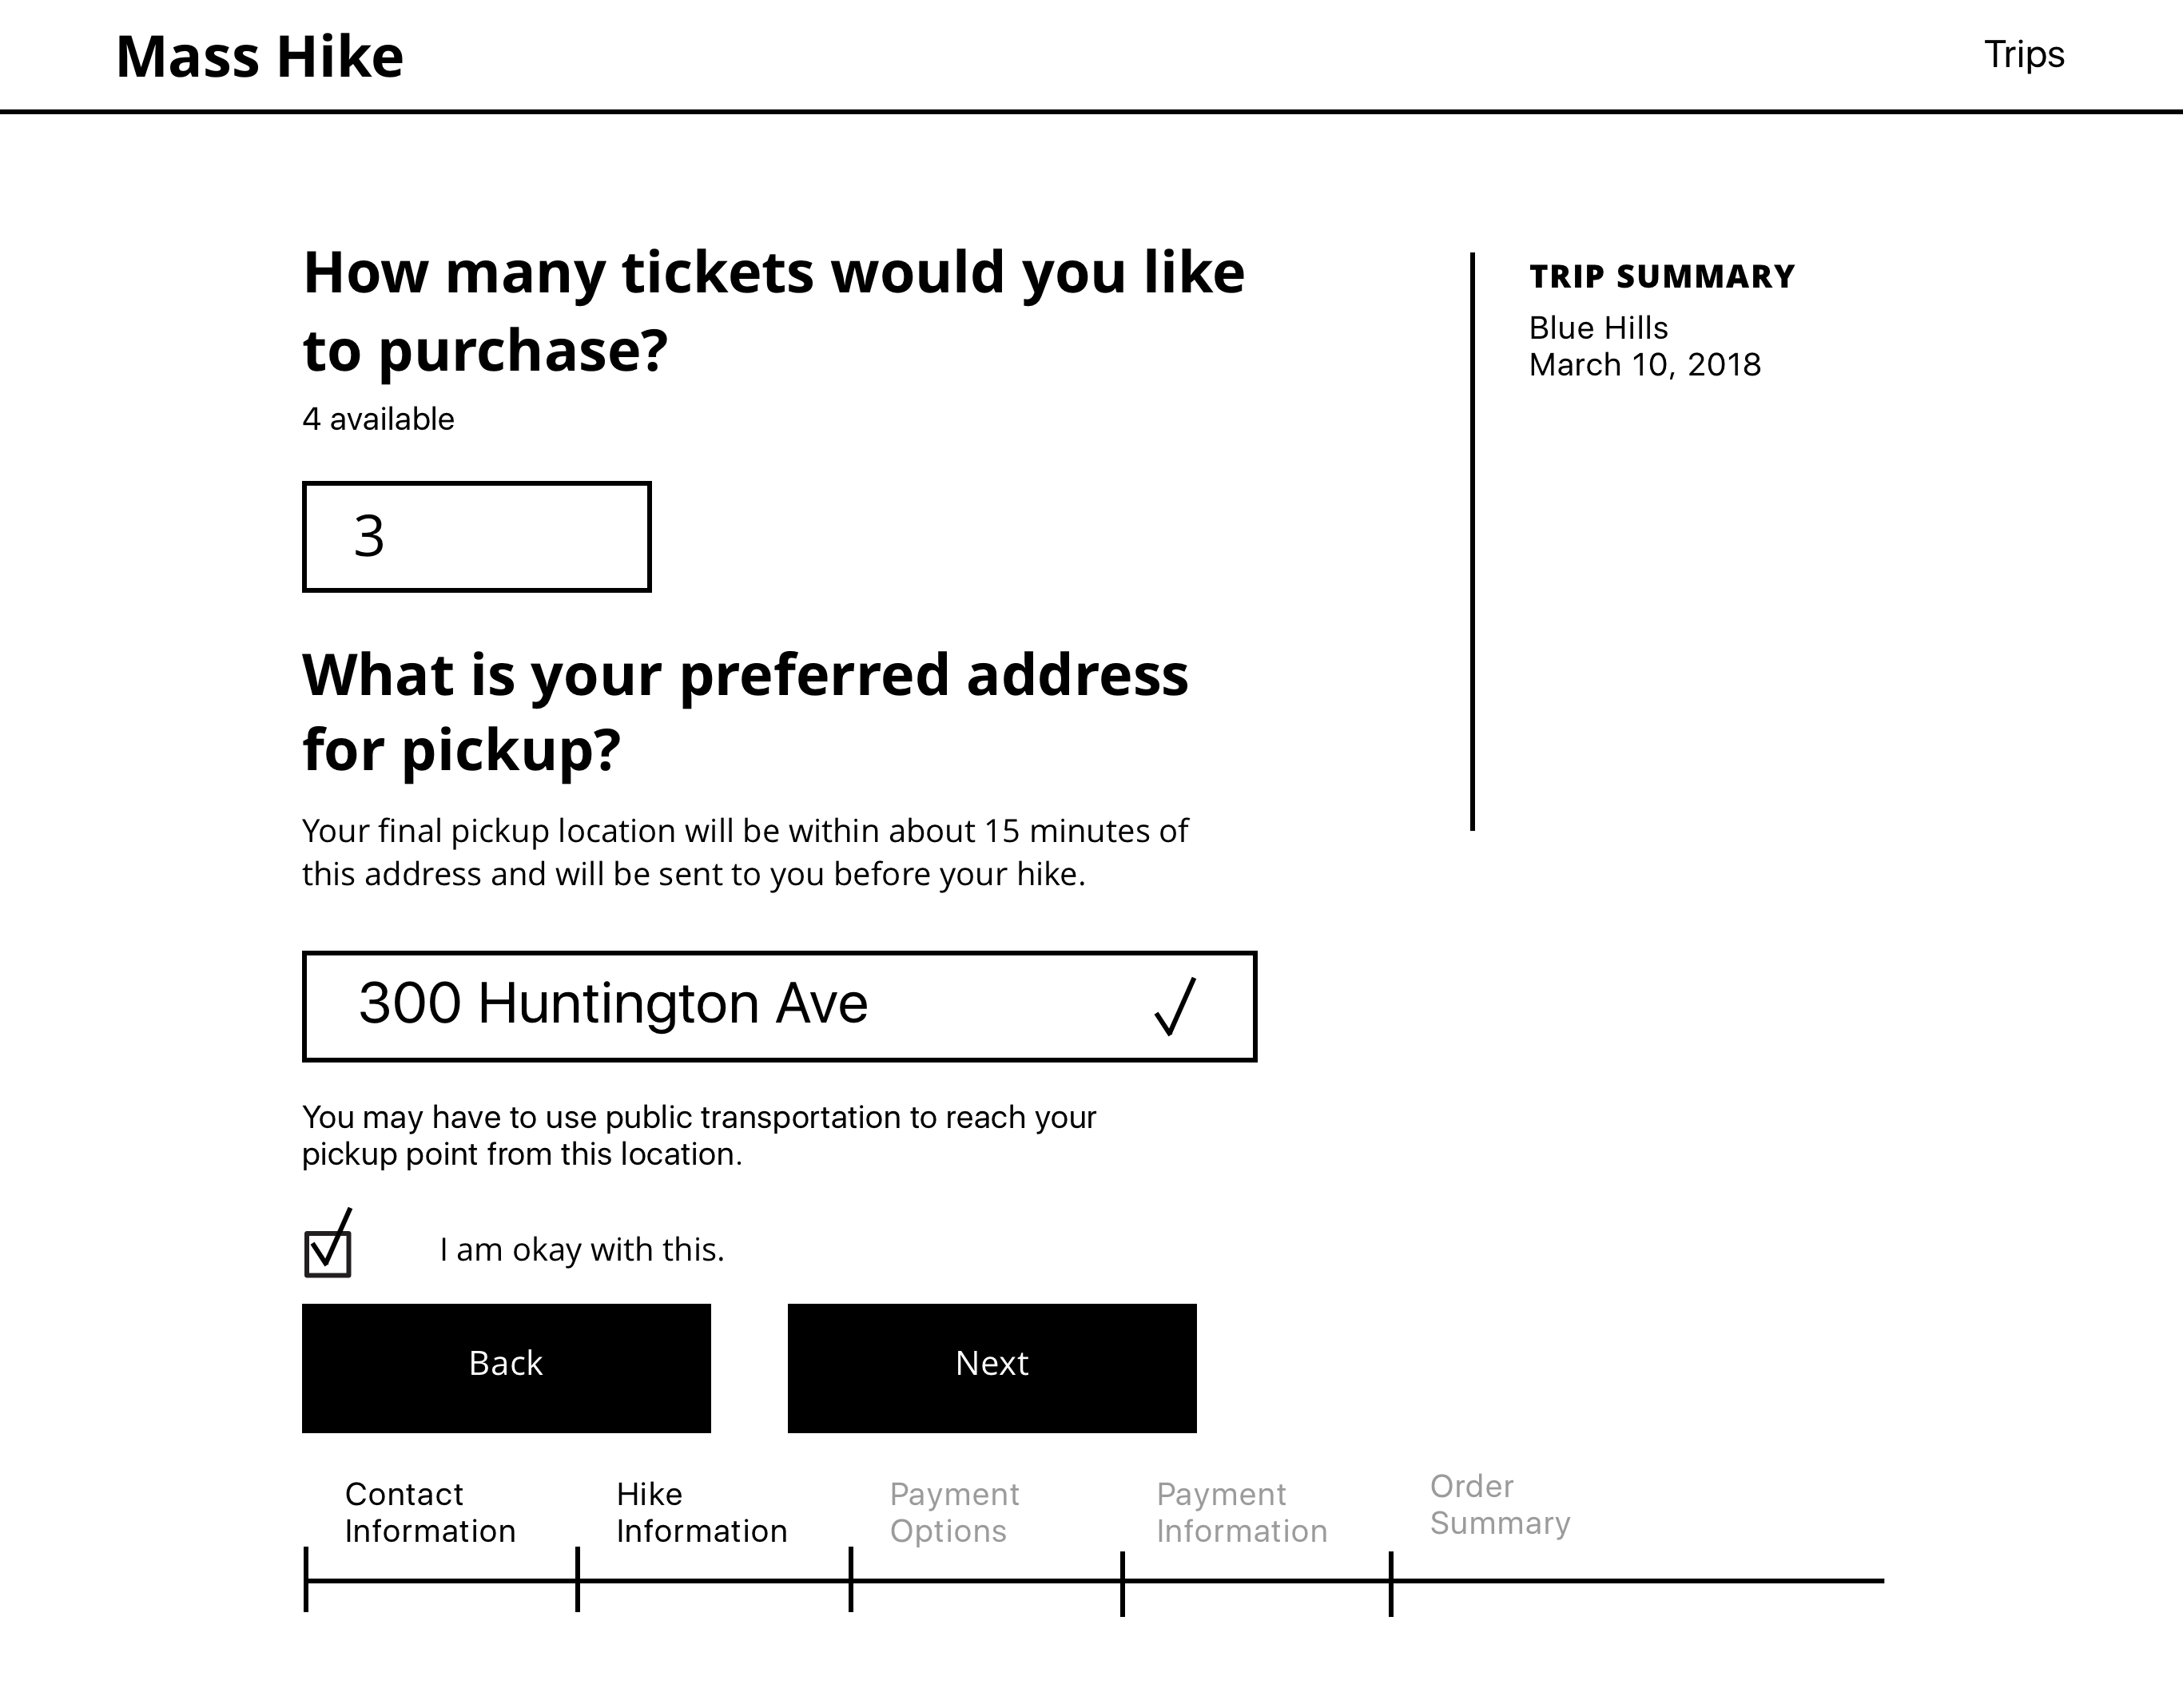 Mass Hike
Trips
How many tickets would you like
to purchase?
4 available
3
What is your preferred address
for pickup?
Your final pickup location will be within about 15 minutes of
this address and will be sent to you before your hike.
300 Huntington Ave
You may have to use public transportation to reach your
pickup point from this location.
I am okay with this.
Back
Next
TRIP SUMMARY
Blue Hills
March 10, 2018
Contact
Information
Hike
Information
Payment
Options
Payment
Information
Order
Summary